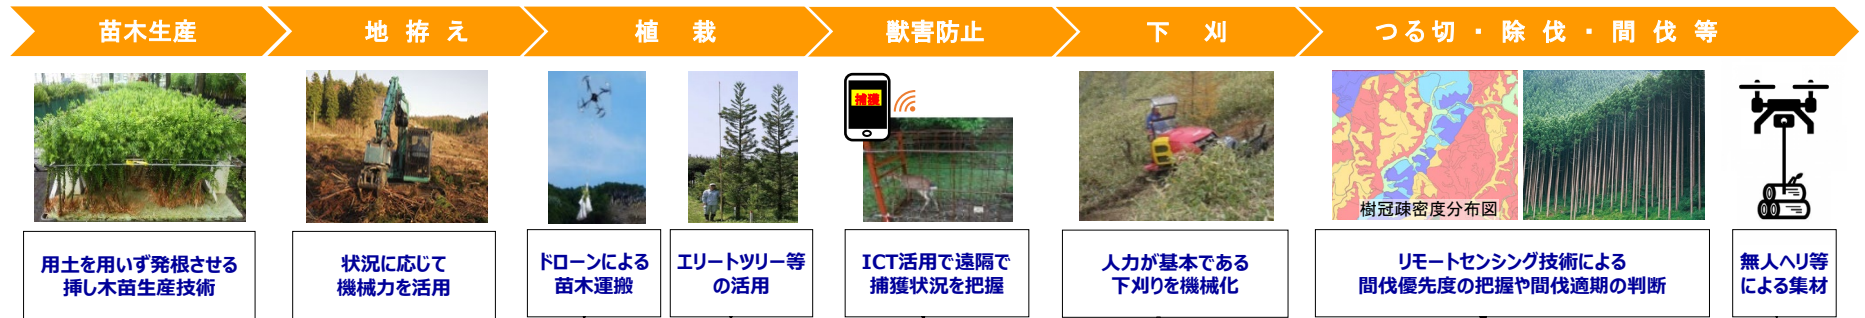 苗木生産
地 拵 え
植 栽
獣害防止
下 刈
つる切 ・ 除 伐 ・ 間 伐 等
捕獲
樹冠疎密度分布図
用土を用いず発根させる
挿し木苗生産技術
状況に応じて
機械力を活用
ドローンによる
苗木運搬
エリートツリー等
の活用
ICT活用で遠隔で
捕獲状況を把握
人力が基本である
下刈りを機械化
リモートセンシング技術による
間伐優先度の把握や間伐適期の判断
無人ヘリ等
による集材